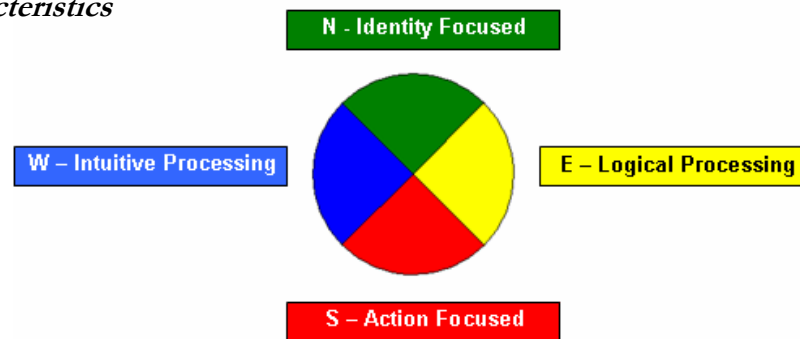 N - Identity Focused
W – Intuitive Processing
E – Logical Processing
S – Action Focused